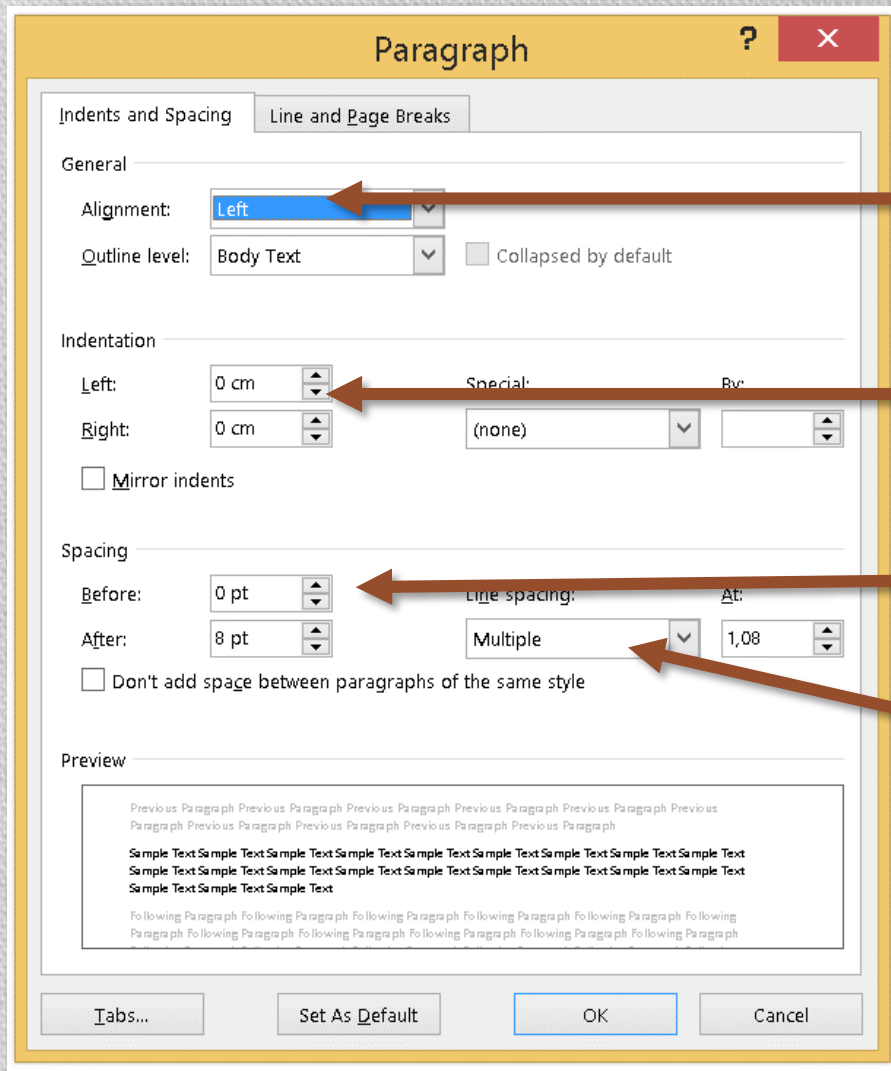 Paragraph ?
Indents and Spacing Line and Page Breaks
General
Alignment: Left
Outline level: Body Text Collapsed by default
Indentation
Left: 0 cm Special: By:
Right: 0 cm (none)
Mirror indents
Spacing
Before: 0 pt Line spacing: At:
After: 8 pt Multiple 1,08
Don't add space between paragraphs of the same style
Preview
Previous Paragraph Previous Paragraph Previous Paragraph Previous Paragraph Previous Paragraph Previous
Paragraph Previous Paragraph Previous Paragraph Previous Paragraph Previous Paragraph
Sample Text Sample Text Sample Text Sample Text Sample Text Sample Text Sample Text Sample Text Sample Text
Sample Text Sample Text Sample Text Sample Text Sample Text Sample Text Sample Text Sample Text Sample Text
Sample Text Sample Text Sample Text
Following Paragraph Following Paragraph Following Paragraph Following Paragraph Following Paragraph Following
Paragraph Following Paragraph Following Paragraph Following Paragraph Following Paragraph Following Paragraph
Tabs... Set As Default OK Cancel